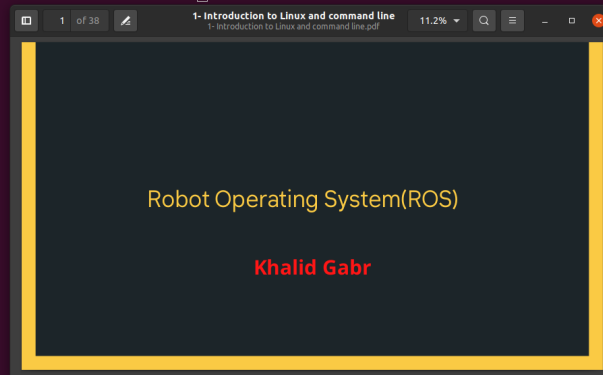 1 of 38
1- Introduction to Linux and command line
1- Introduction to Linux and command line.pdf
11.2%
Robot Operating System(ROS)
Khalid Gabr